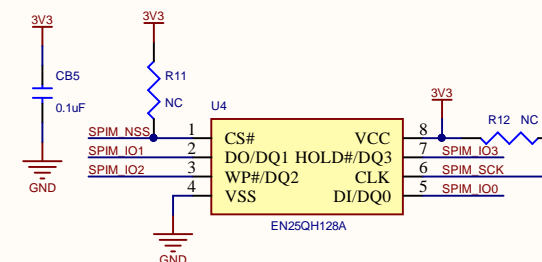 3V3
CB5
0.1uF
GND
3V3
R11
NC
U4
SPIM_NSS 1 CS#
SPIM_IO1 2 DO/DQ1
SPIM_IO2 3 WP#/DQ2
4 VSS
VCC 8
HOLD#/DQ3 7 SPIM_IO3
CLK 6 SPIM_SCK
DI/DQ0 5 SPIM_IO0
EN25QH128A
GND
3V3
R12 NC